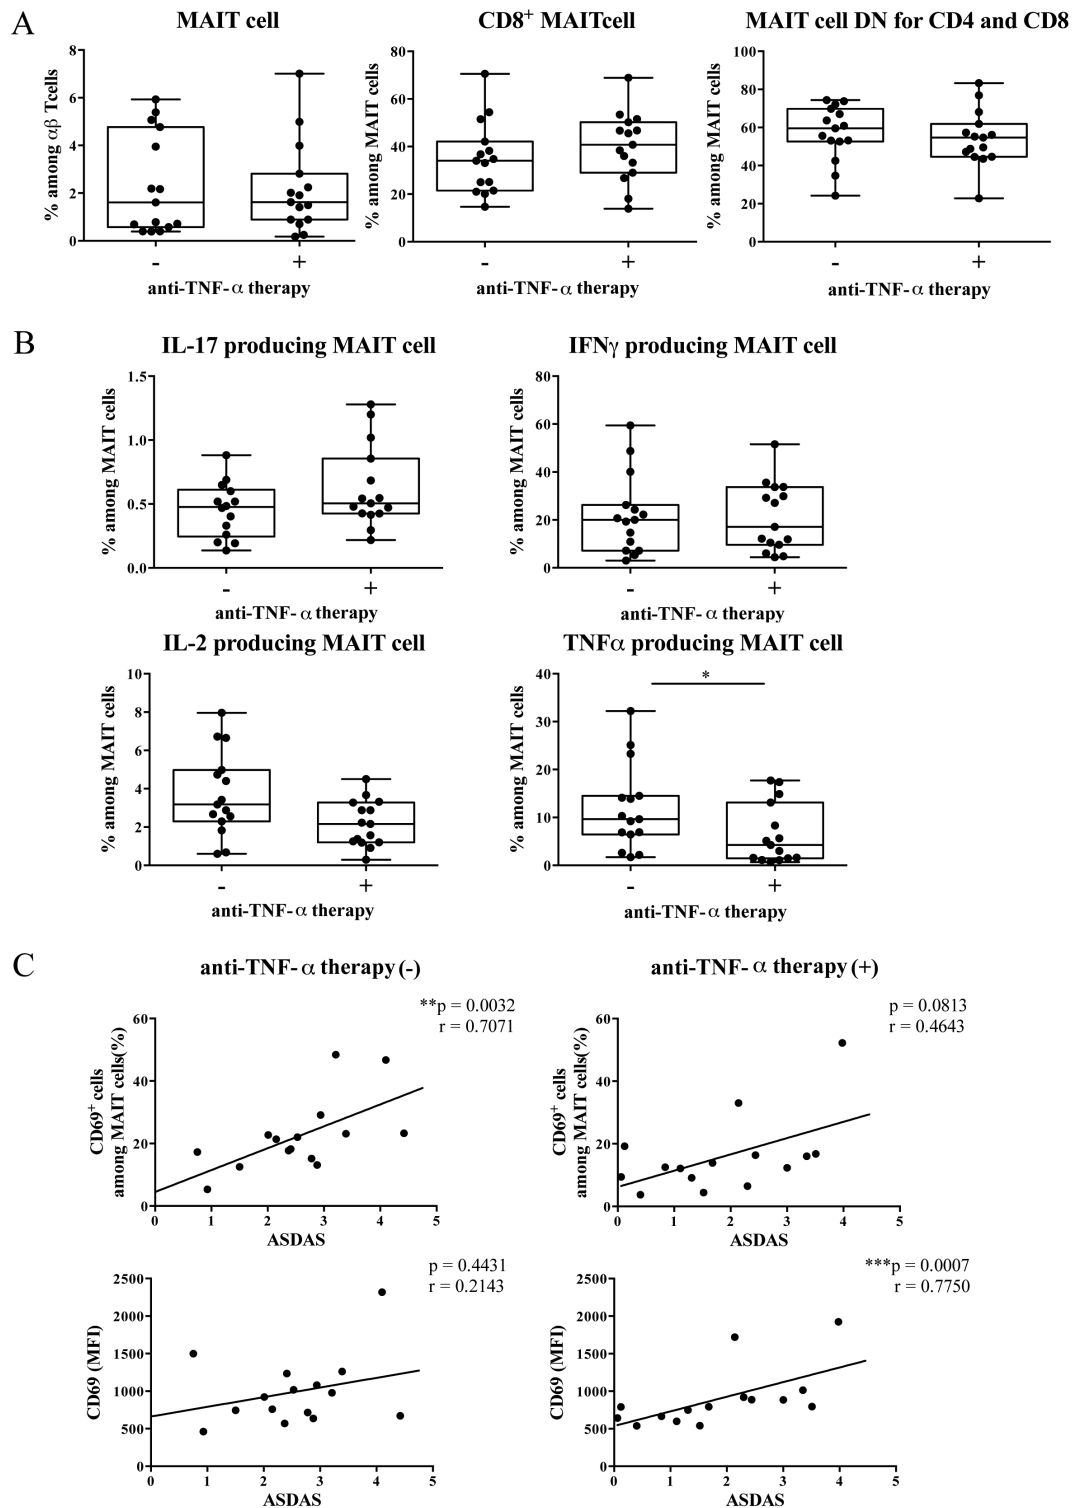 A
MAIT cell
CD8+ MAITcell
MAIT cell DN for CD4 and CD8
% among αβ Tcells
8
6
4
2
0
-
+
anti-TNF-α therapy
% among MAIT cells
80
60
40
20
0
-
+
anti-TNF-α therapy
% among MAIT cells
100
80
60
40
20
0
-
+
anti-TNF-α therapy
B
IL-17 producing MAIT cell
IFNγ producing MAIT cell
% among MAIT cells
1.5
1.0
0.5
0.0
-
+
anti-TNF-α therapy
% among MAIT cells
80
60
40
20
0
-
+
anti-TNF-α therapy
IL-2 producing MAIT cell
TNFα producing MAIT cell
% among MAIT cells
10
8
6
4
2
0
-
+
anti-TNF-α therapy
% among MAIT cells
40
30
20
10
0
*
-
+
anti-TNF-α therapy
C
anti-TNF-α therapy (-)
anti-TNF-α therapy (+)
**p = 0.0032
r = 0.7071
CD69+ cells
among MAIT cells(%)
60
40
20
0
0 1 2 3 4 5
ASDAS
p = 0.0813
r = 0.4643
CD69+ cells
among MAIT cells(%)
60
40
20
0
0 1 2 3 4 5
ASDAS
p = 0.4431
r = 0.2143
CD69 (MFI)
2500
2000
1500
1000
500
0
0 1 2 3 4 5
ASDAS
***p = 0.0007
r = 0.7750
CD69 (MFI)
2500
2000
1500
1000
500
0
0 1 2 3 4 5
ASDAS